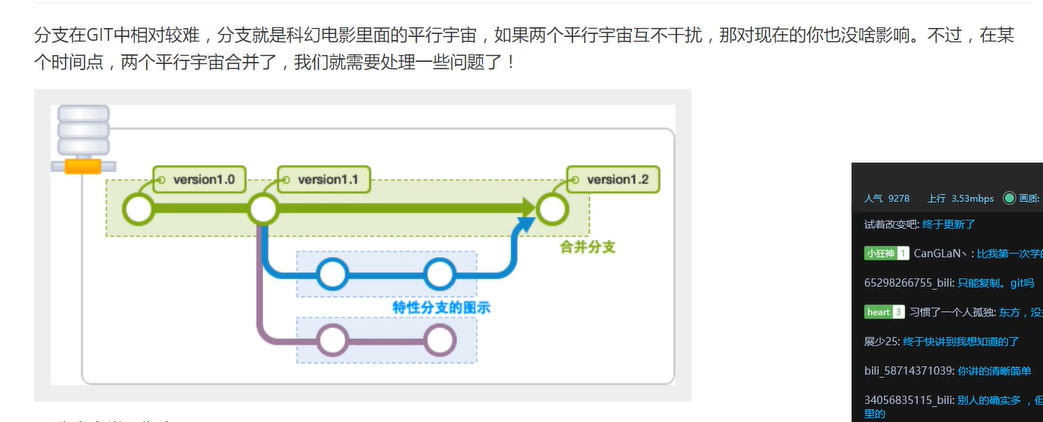 分支在GIT中相对较难，分支就是科幻电影里面的平行宇宙，如果两个平行宇宙互不干扰，那对现在的你也没啥影响。不过，在某
个时间点，两个平行宇宙合并了，我们就需要处理一些问题了！
version1.0
version1.1
version1.2
合并分支
特性分支的图示
人气 9278 上行 3.53mbps 画质:
试着改变吧: 终于更新了
小狂神 1 CanGLaN丶: 比我第一次学的
65298266755_bili: 只能复制。git吗
heart 3 习惯了一个人孤独: 东方，没
展少25: 终于快讲到我想知道的了
bili_58714371039: 你讲的清晰简单
34056835115_bili: 别人的确实多 ，但
里的